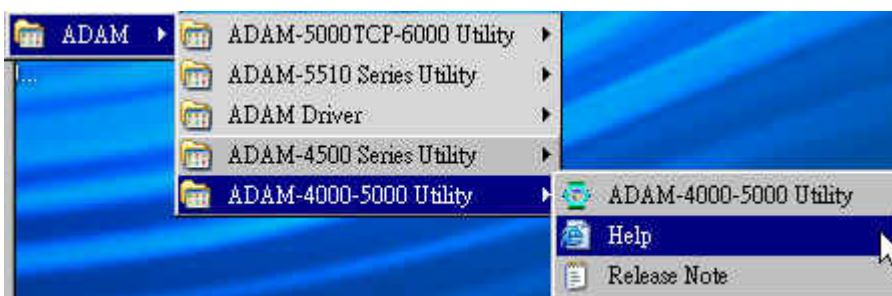 ADAM
ADAM-5000TCP-6000 Utility
ADAM-5510 Series Utility
ADAM Driver
ADAM-4500 Series Utility
ADAM-4000-5000 Utility
ADAM-4000-5000 Utility
Help
Release Note